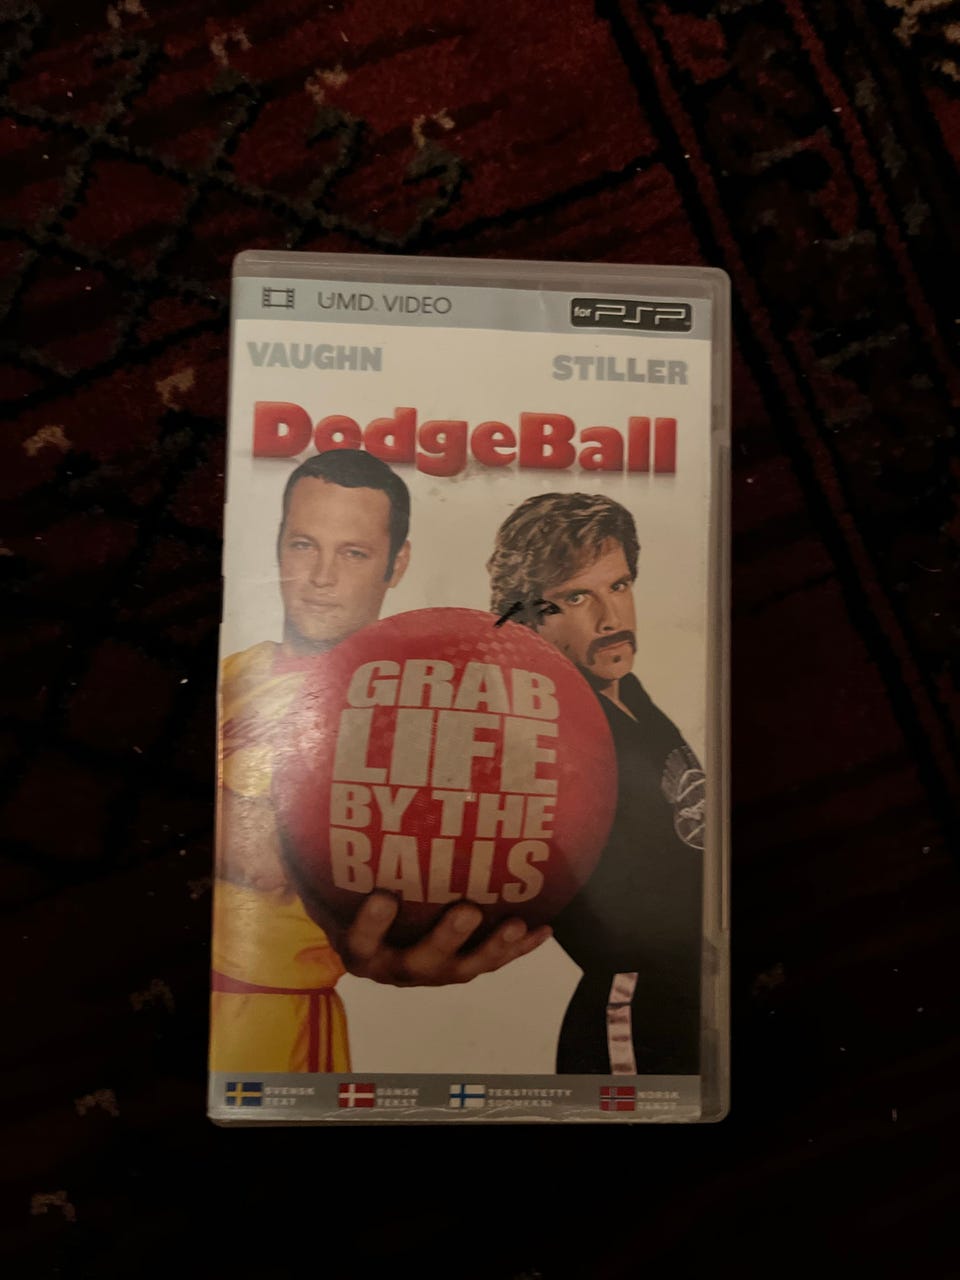 UMD VIDEO
for PSP
VAUGHN
STILLER
DodgeBall
GRAB
LIFE
BY THE
BALLS
SVENSK
TEXT
DANSK
TEKST
TEKSTITETTY
SUOMEKSI
NORSK
TEKST